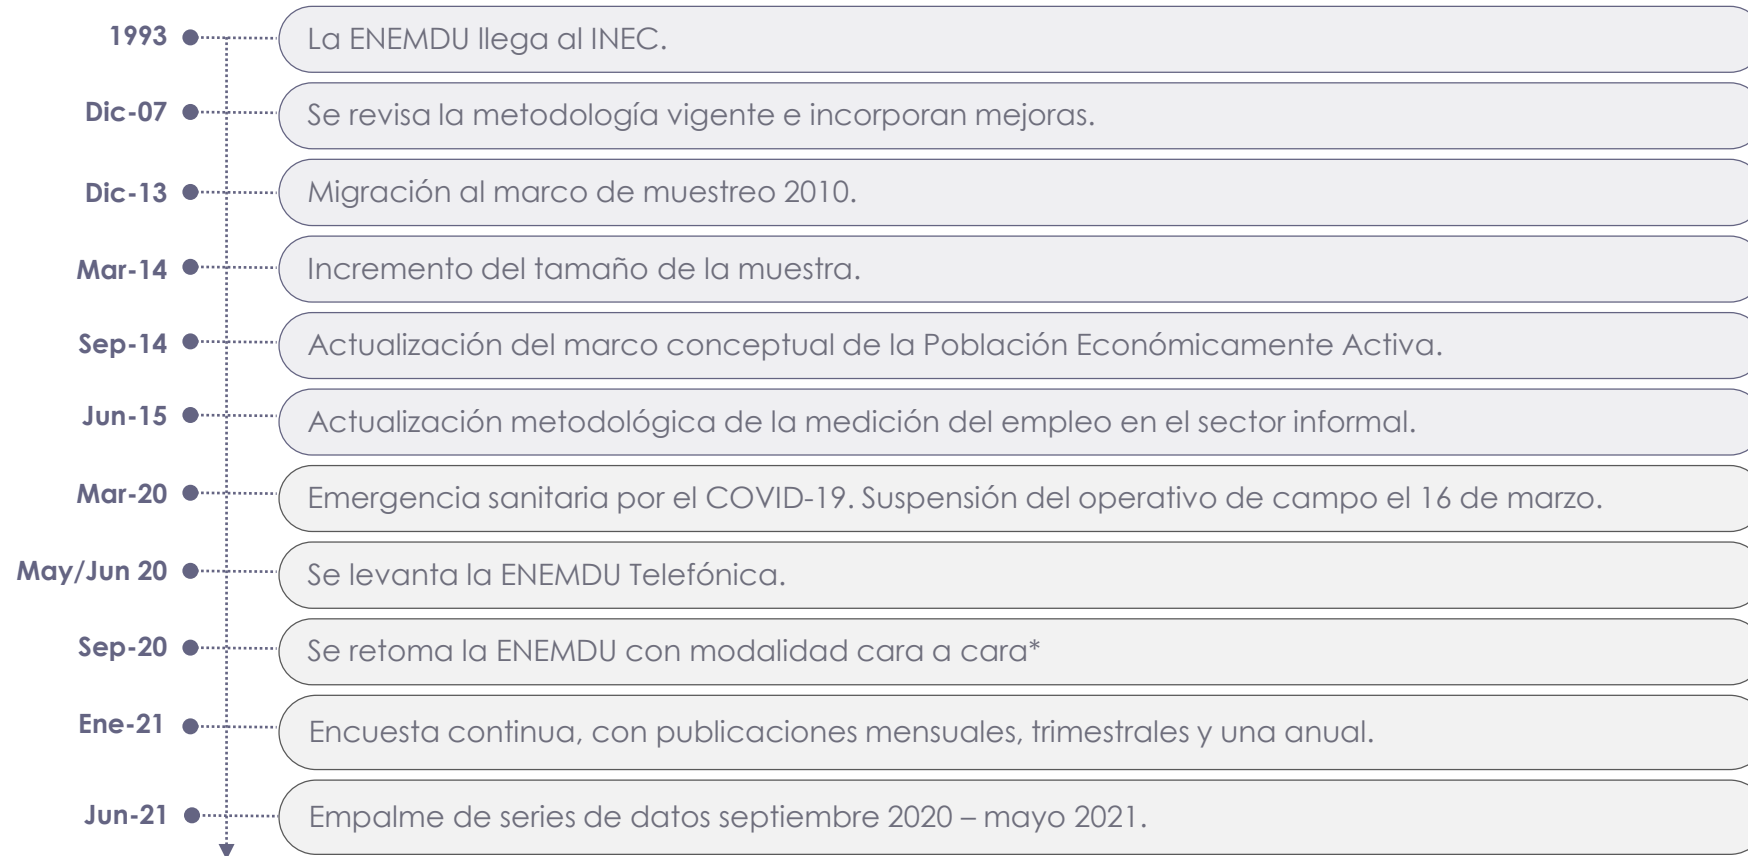 1993 La ENEMDU llega al INEC.
Dic-07 Se revisa la metodología vigente e incorporan mejoras.
Dic-13 Migración al marco de muestreo 2010.
Mar-14 Incremento del tamaño de la muestra.
Sep-14 Actualización del marco conceptual de la Población Económicamente Activa.
Jun-15 Actualización metodológica de la medición del empleo en el sector informal.
Mar-20 Emergencia sanitaria por el COVID-19. Suspensión del operativo de campo el 16 de marzo.
May/Jun 20 Se levanta la ENEMDU Telefónica.
Sep-20 Se retoma la ENEMDU con modalidad cara a cara*
Ene-21 Encuesta continua, con publicaciones mensuales, trimestrales y una anual.
Jun-21 Empalme de series de datos septiembre 2020 – mayo 2021.